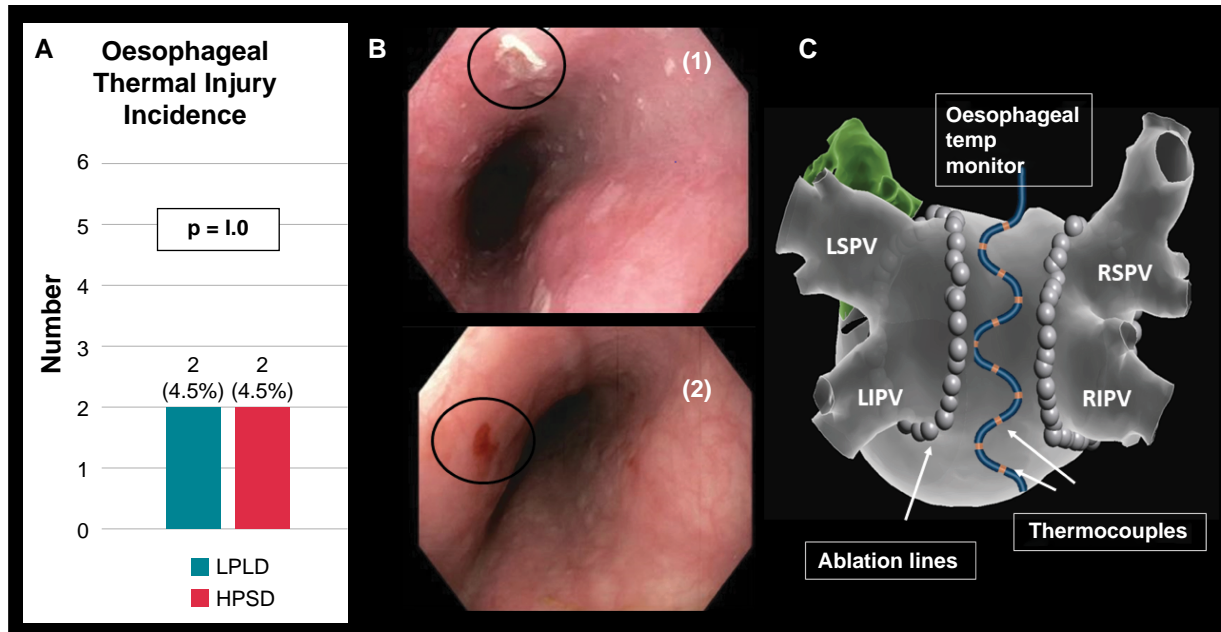 A
Oesophageal
Thermal Injury
Incidence
6
5
4
3
2
1
0
Number
p = I.0
2
(4.5%)
2
(4.5%)
LPLD
HPSD
B
(1)
(2)
C
Oesophageal
temp
monitor
LSPV
RSPV
LIPV
RIPV
Thermocouples
Ablation lines